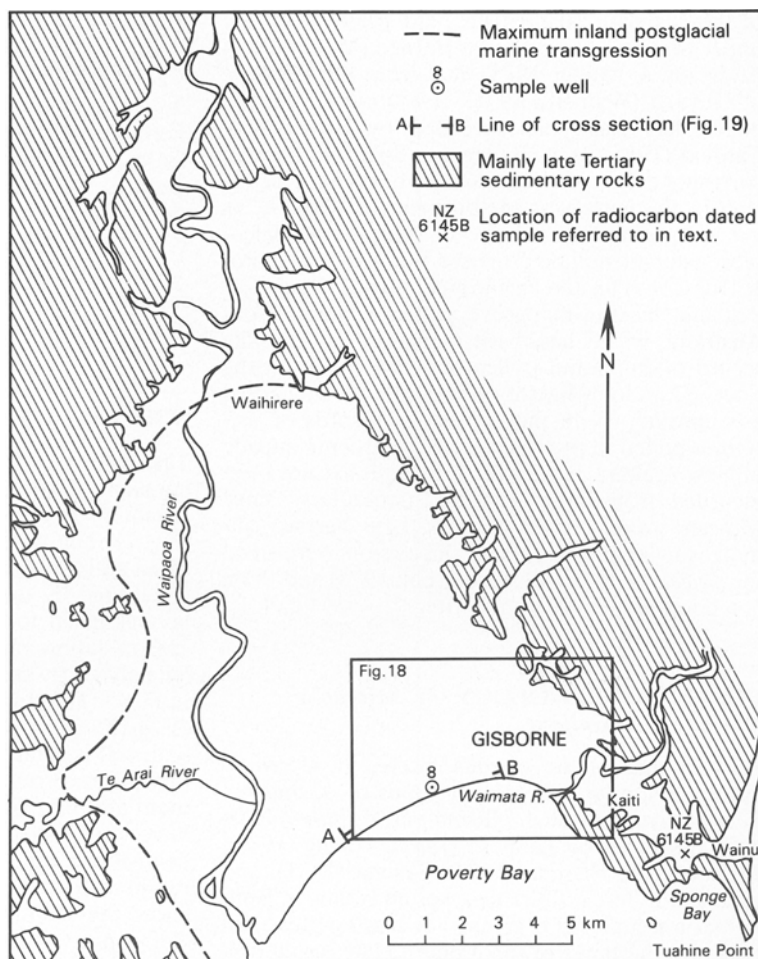 Maximum inland postglacial
marine transgression
8
Sample well
A B Line of cross section (Fig. 19)
Mainly late Tertiary
sedimentary rocks
NZ
6145B
×
Location of radiocarbon dated
sample referred to in text.
N
Waihirere
Waipaoa River
Fig. 18
GISBORNE
Te Arai River
8
B
Waimata R.
Kaiti
NZ
6145B
×
Wainu
A
Poverty Bay
Sponge
Bay
0 1 2 3 4 5 km
Tuahine Point